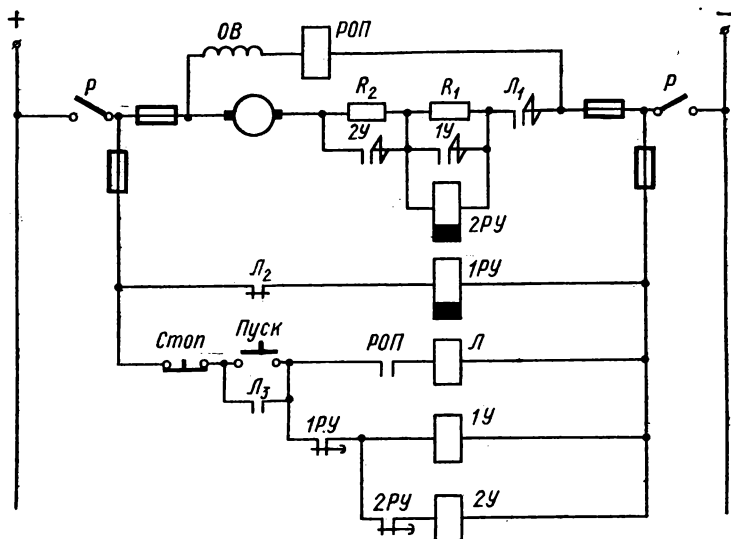 +
−
ОВ
РОП
Р
R₂
R₁
Л₁
Р
2У
1У
2РУ
Л₂
1РУ
Стоп
Пуск
РОП
Л
Л₃
1РУ
1У
2РУ
2У